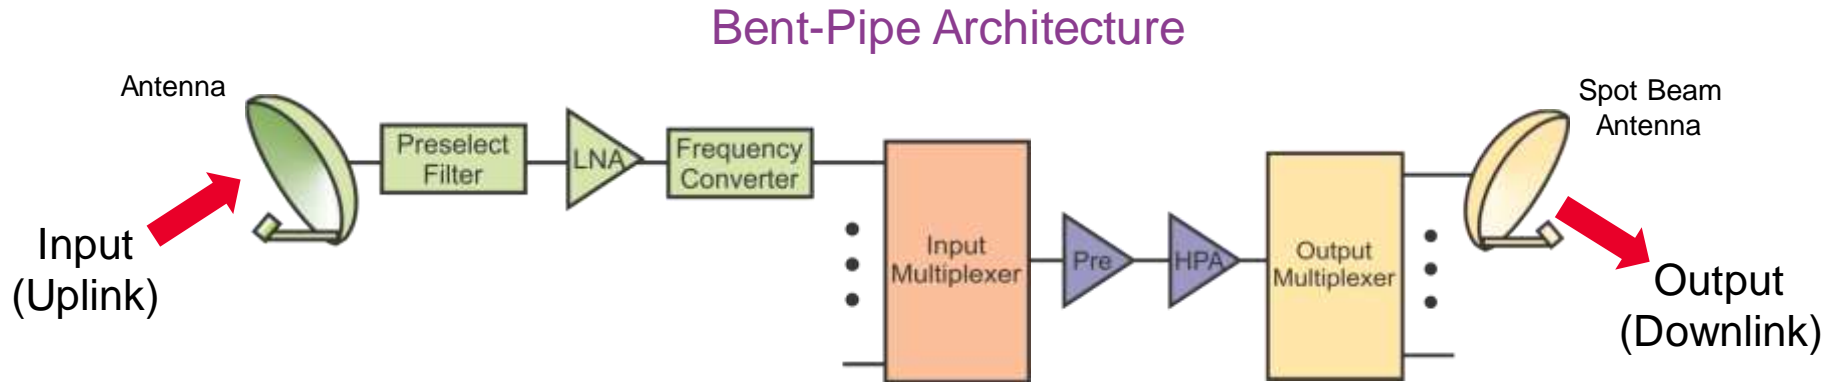 Bent-Pipe Architecture
Antenna
Preselect
Filter
LNA
Frequency
Converter
Input
(Uplink)
Input
Multiplexer
Pre
HPA
Output
Multiplexer
Spot Beam
Antenna
Output
(Downlink)